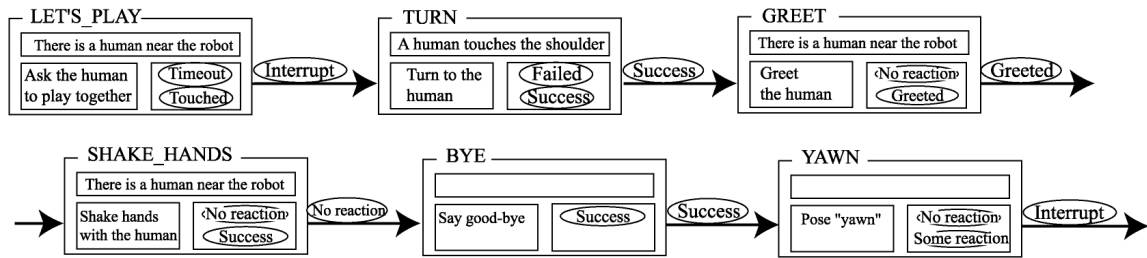 LET'S_PLAY
There is a human near the robot
Ask the human
to play together
Timeout
Touched
Interrupt
TURN
A human touches the shoulder
Turn to the
human
Failed
Success
Success
GREET
There is a human near the robot
Greet
the human
No reaction
Greeted
Greeted
SHAKE_HANDS
There is a human near the robot
Shake hands
with the human
No reaction
Success
No reaction
BYE
Say good-bye
Success
Success
YAWN
Pose "yawn"
No reaction
Some reaction
Interrupt